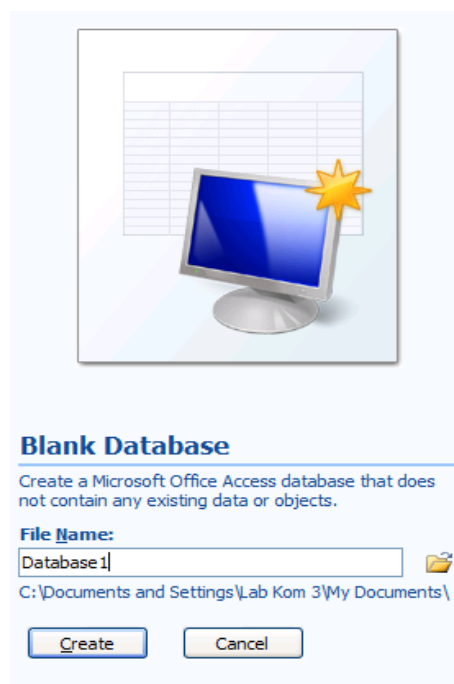 Blank Database
Create a Microsoft Office Access database that does
not contain any existing data or objects.
File Name:
Database1
C:\Documents and Settings\Lab Kom 3\My Documents\
Create
Cancel